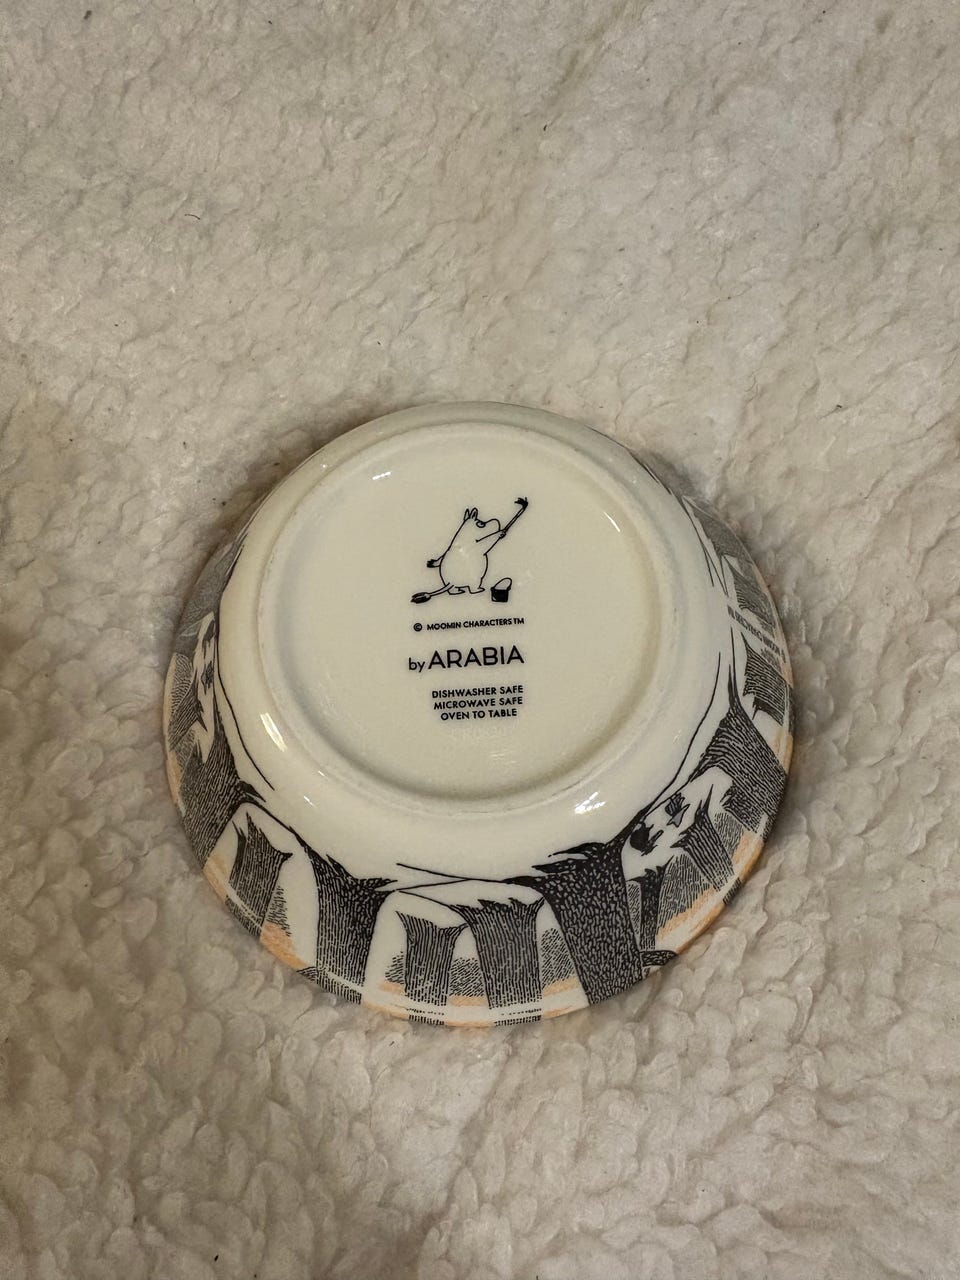 © MOOMIN CHARACTERS TM
by ARABIA
DISHWASHER SAFE
MICROWAVE SAFE
OVEN TO TABLE